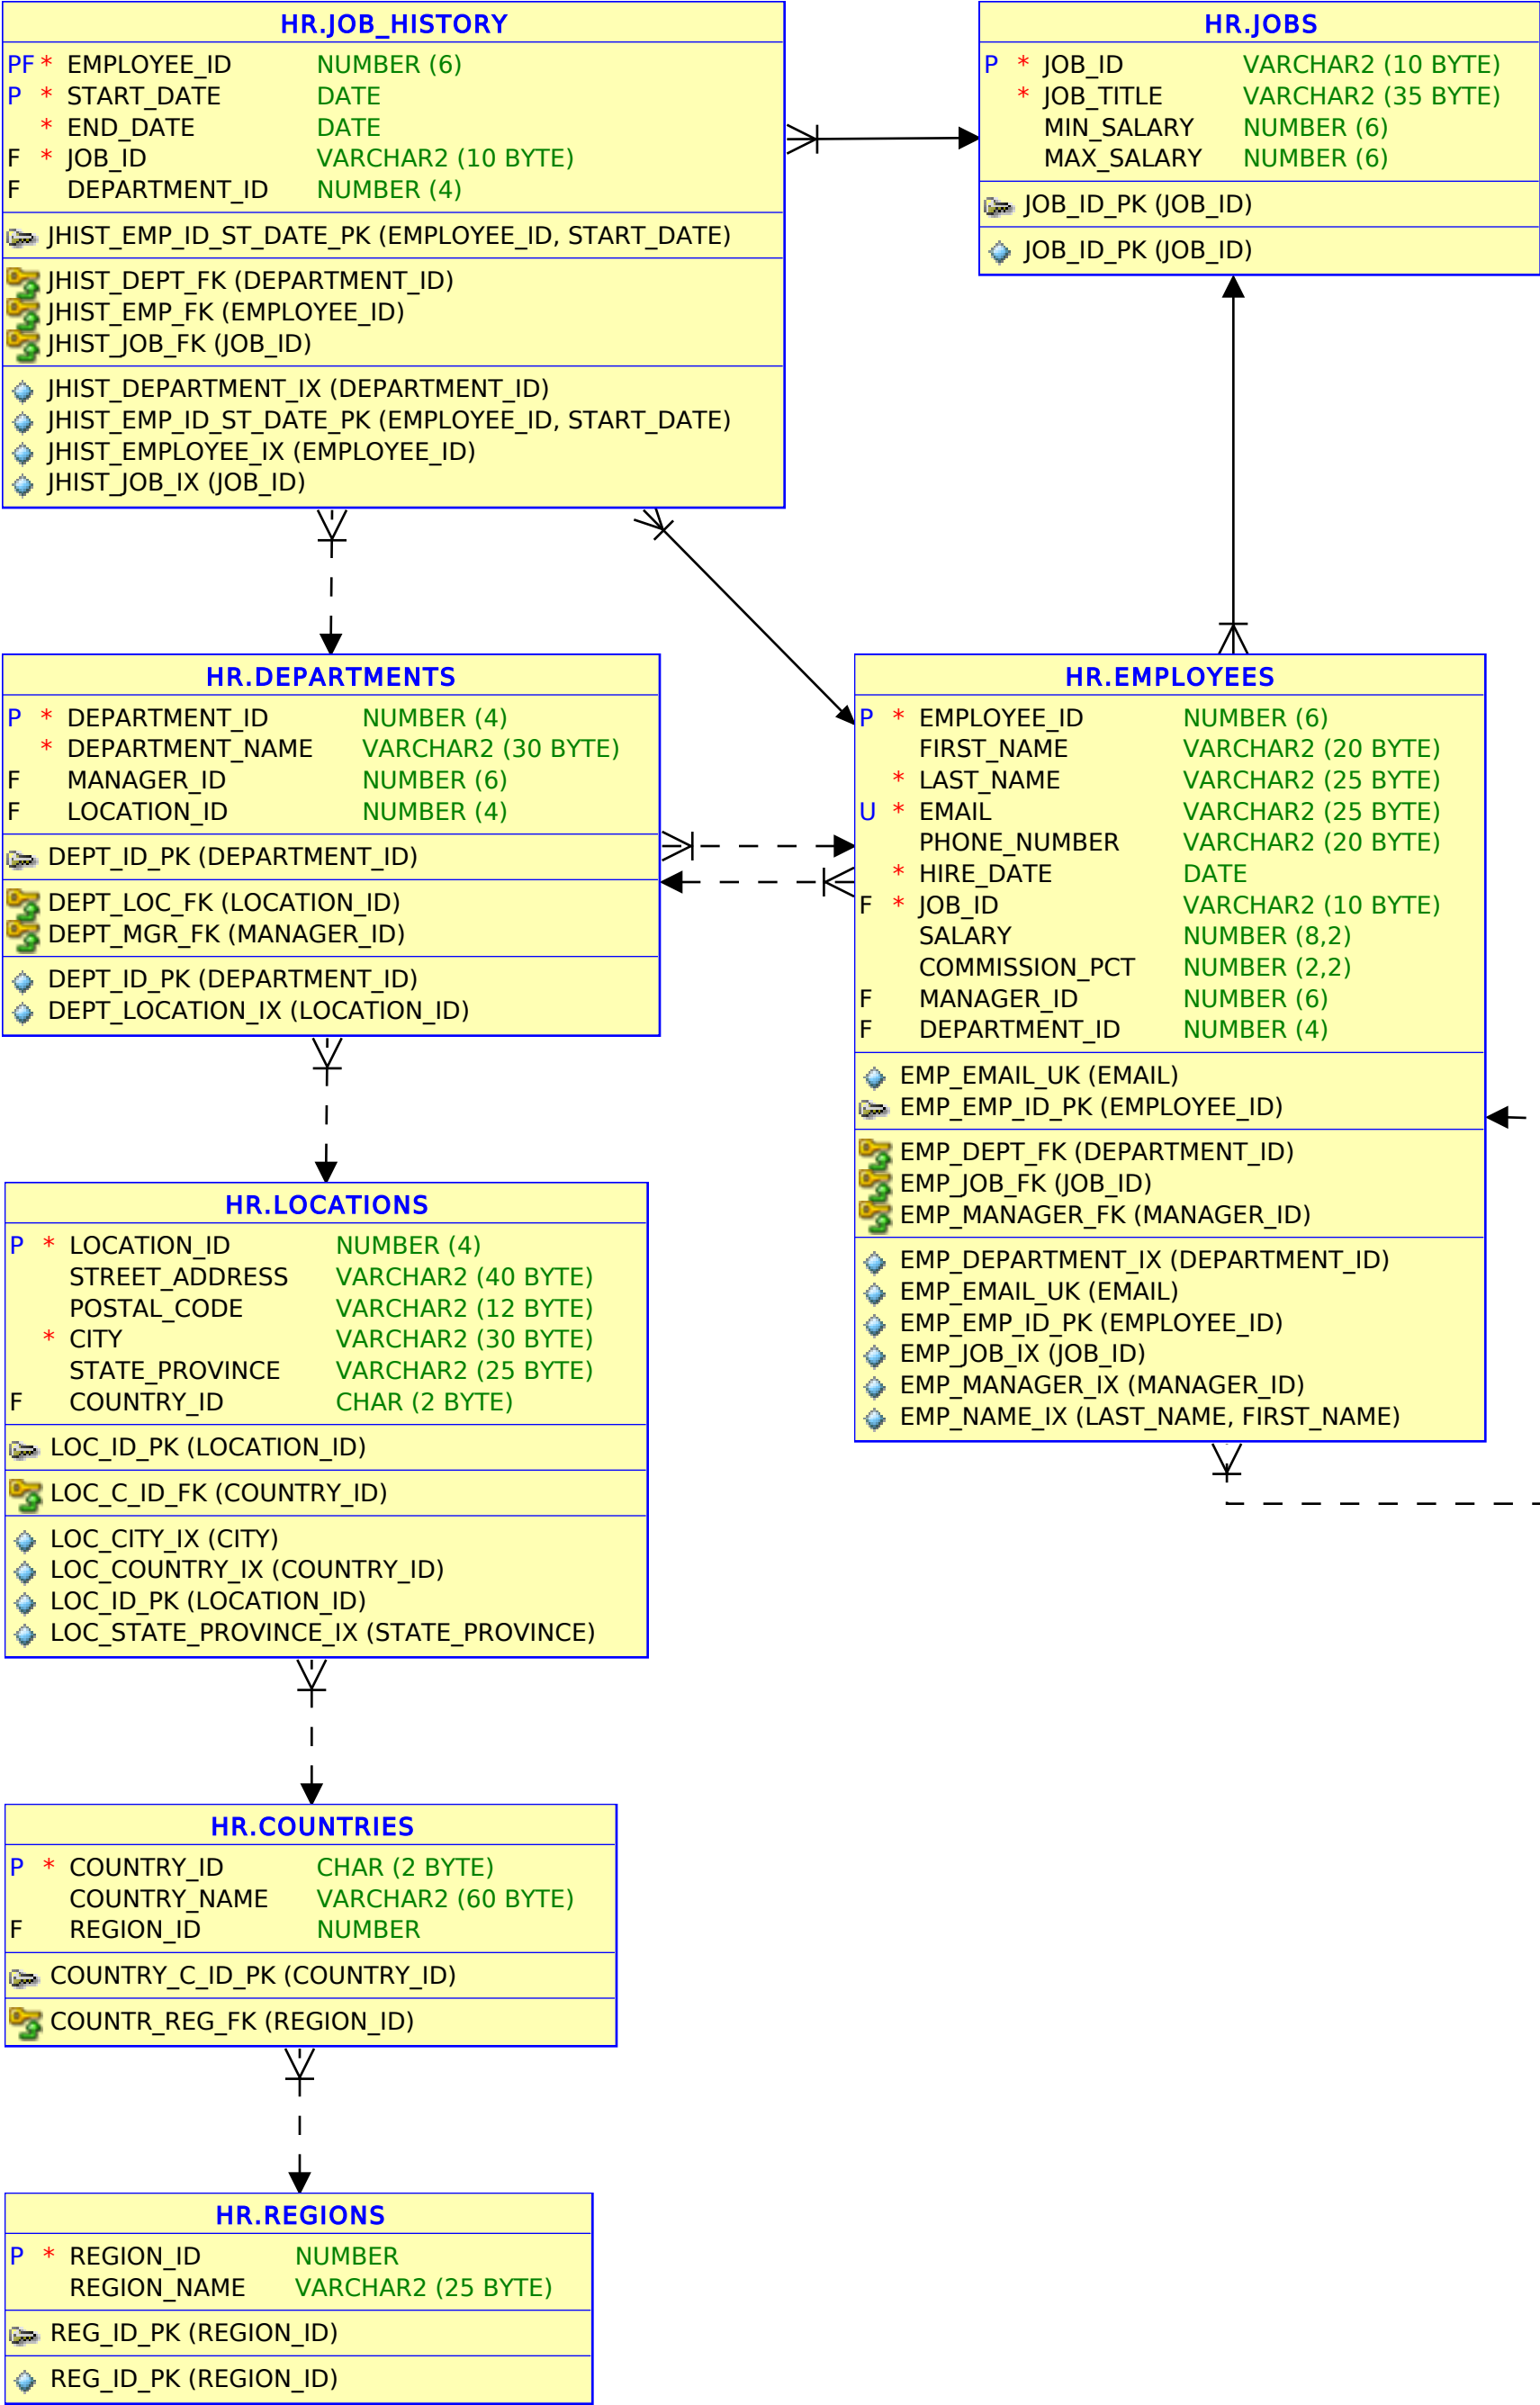 HR.JOB_HISTORY
PF * EMPLOYEE_ID NUMBER (6)
P * START_DATE DATE
* END_DATE DATE
F * JOB_ID VARCHAR2 (10 BYTE)
F DEPARTMENT_ID NUMBER (4)
JHIST_EMP_ID_ST_DATE_PK (EMPLOYEE_ID, START_DATE)
JHIST_DEPT_FK (DEPARTMENT_ID)
JHIST_EMP_FK (EMPLOYEE_ID)
JHIST_JOB_FK (JOB_ID)
JHIST_DEPARTMENT_IX (DEPARTMENT_ID)
JHIST_EMP_ID_ST_DATE_PK (EMPLOYEE_ID, START_DATE)
JHIST_EMPLOYEE_IX (EMPLOYEE_ID)
JHIST_JOB_IX (JOB_ID)
HR.JOBS
P * JOB_ID VARCHAR2 (10 BYTE)
* JOB_TITLE VARCHAR2 (35 BYTE)
MIN_SALARY NUMBER (6)
MAX_SALARY NUMBER (6)
JOB_ID_PK (JOB_ID)
JOB_ID_PK (JOB_ID)
HR.DEPARTMENTS
P * DEPARTMENT_ID NUMBER (4)
* DEPARTMENT_NAME VARCHAR2 (30 BYTE)
F MANAGER_ID NUMBER (6)
F LOCATION_ID NUMBER (4)
DEPT_ID_PK (DEPARTMENT_ID)
DEPT_LOC_FK (LOCATION_ID)
DEPT_MGR_FK (MANAGER_ID)
DEPT_ID_PK (DEPARTMENT_ID)
DEPT_LOCATION_IX (LOCATION_ID)
HR.EMPLOYEES
P * EMPLOYEE_ID NUMBER (6)
FIRST_NAME VARCHAR2 (20 BYTE)
* LAST_NAME VARCHAR2 (25 BYTE)
U * EMAIL VARCHAR2 (25 BYTE)
PHONE_NUMBER VARCHAR2 (20 BYTE)
* HIRE_DATE DATE
F * JOB_ID VARCHAR2 (10 BYTE)
SALARY NUMBER (8,2)
COMMISSION_PCT NUMBER (2,2)
F MANAGER_ID NUMBER (6)
F DEPARTMENT_ID NUMBER (4)
EMP_EMAIL_UK (EMAIL)
EMP_EMP_ID_PK (EMPLOYEE_ID)
EMP_DEPT_FK (DEPARTMENT_ID)
EMP_JOB_FK (JOB_ID)
EMP_MANAGER_FK (MANAGER_ID)
EMP_DEPARTMENT_IX (DEPARTMENT_ID)
EMP_EMAIL_UK (EMAIL)
EMP_EMP_ID_PK (EMPLOYEE_ID)
EMP_JOB_IX (JOB_ID)
EMP_MANAGER_IX (MANAGER_ID)
EMP_NAME_IX (LAST_NAME, FIRST_NAME)
HR.LOCATIONS
P * LOCATION_ID NUMBER (4)
STREET_ADDRESS VARCHAR2 (40 BYTE)
POSTAL_CODE VARCHAR2 (12 BYTE)
* CITY VARCHAR2 (30 BYTE)
STATE_PROVINCE VARCHAR2 (25 BYTE)
F COUNTRY_ID CHAR (2 BYTE)
LOC_ID_PK (LOCATION_ID)
LOC_C_ID_FK (COUNTRY_ID)
LOC_CITY_IX (CITY)
LOC_COUNTRY_IX (COUNTRY_ID)
LOC_ID_PK (LOCATION_ID)
LOC_STATE_PROVINCE_IX (STATE_PROVINCE)
HR.COUNTRIES
P * COUNTRY_ID CHAR (2 BYTE)
COUNTRY_NAME VARCHAR2 (60 BYTE)
F REGION_ID NUMBER
COUNTRY_C_ID_PK (COUNTRY_ID)
COUNTR_REG_FK (REGION_ID)
HR.REGIONS
P * REGION_ID NUMBER
REGION_NAME VARCHAR2 (25 BYTE)
REG_ID_PK (REGION_ID)
REG_ID_PK (REGION_ID)